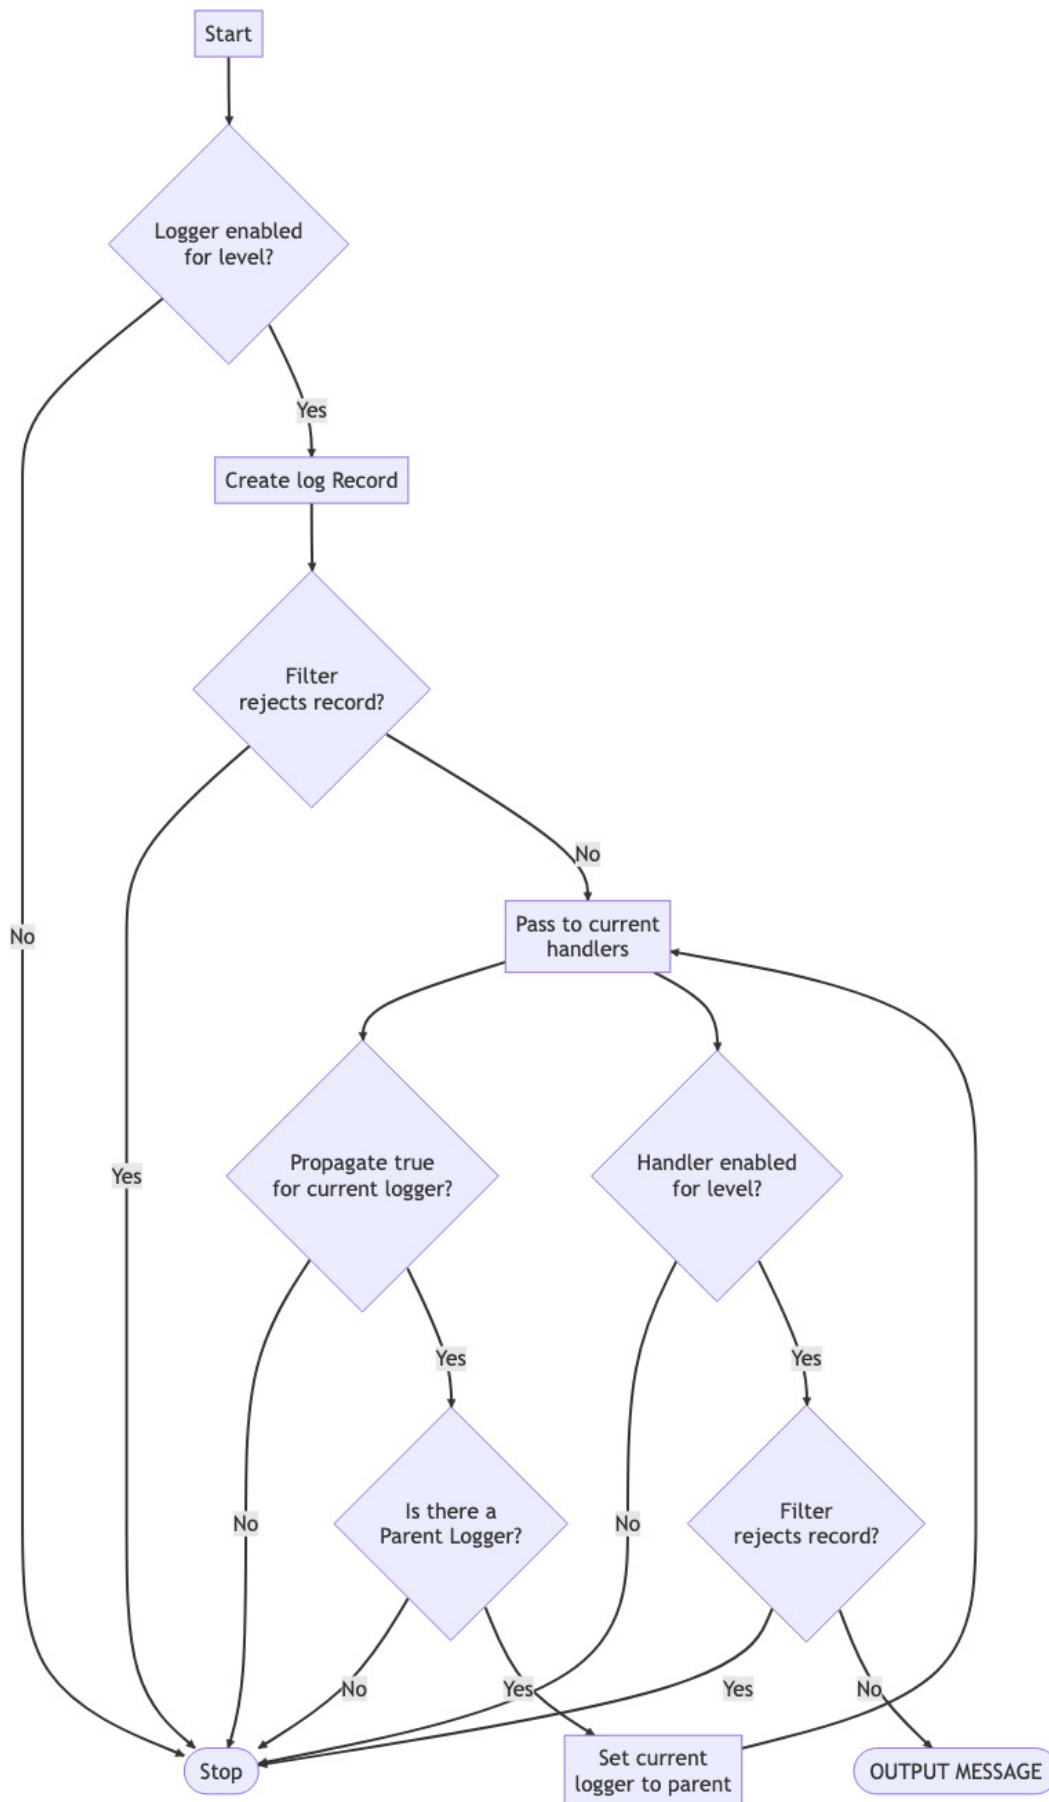 Start
Logger enabled
for level?
Yes
Create log Record
Filter
rejects record?
No
Pass to current
handlers
No
Yes
Propagate true
for current logger?
Handler enabled
for level?
Yes
Yes
No
Is there a
Parent Logger?
No
Filter
rejects record?
No
Yes
Yes
No
Stop
Set current
logger to parent
OUTPUT MESSAGE